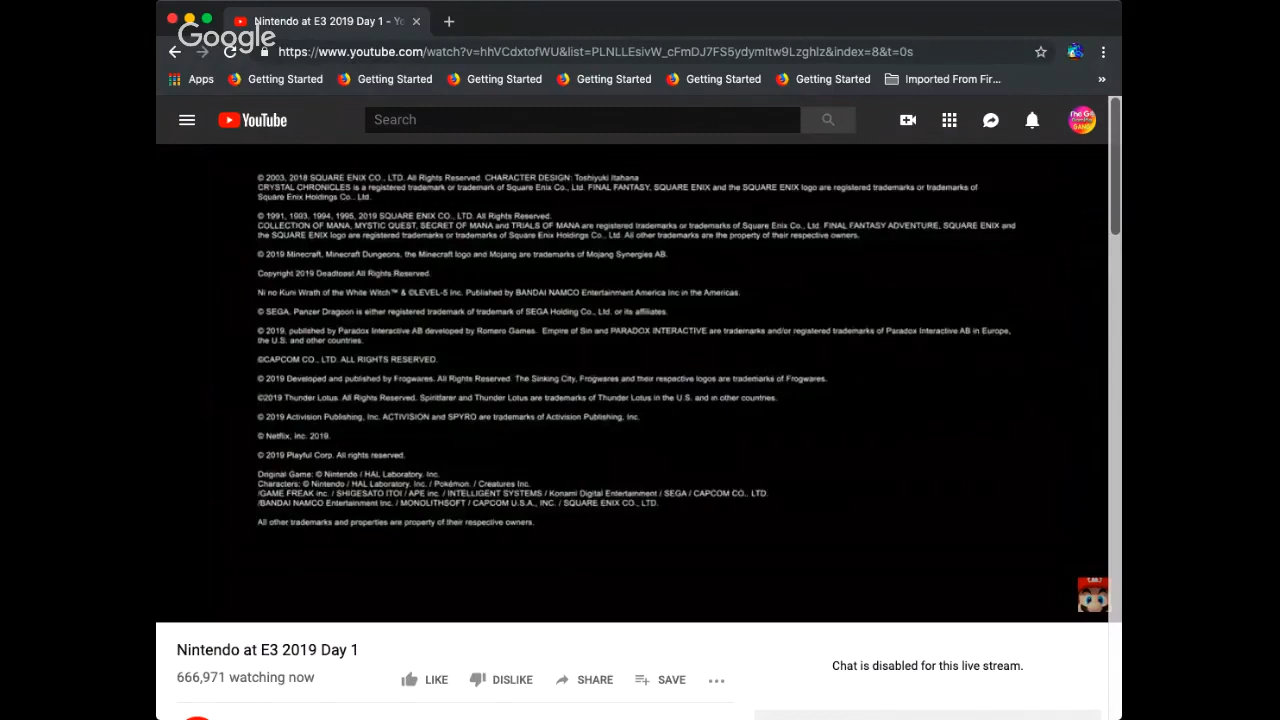 Nintendo at E3 2019 Day 1 - Yo
Google
https://www.youtube.com/watch?v=hhVCdxtofWU&list=PLNLLEsivW_cFmDJ7FS5ydymItw9Lzghlz&index=8&t=0s
Apps Getting Started Getting Started Getting Started Getting Started Getting Started Getting Started Imported From Fir... »
YouTube Search
© 2003, 2018 SQUARE ENIX CO., LTD. All Rights Reserved. CHARACTER DESIGN: Toshiyuki Itahana
CRYSTAL CHRONICLES is a registered trademark or trademark of Square Enix Co., Ltd. FINAL FANTASY, SQUARE ENIX and the SQUARE ENIX logo are registered trademarks or trademarks of
Square Enix Holdings Co., Ltd.
© 1991, 1993, 1994, 1995, 2019 SQUARE ENIX CO., LTD. All Rights Reserved.
COLLECTION OF MANA, MYSTIC QUEST, SECRET OF MANA and TRIALS OF MANA are registered trademarks or trademarks of Square Enix Co., Ltd. FINAL FANTASY ADVENTURE, SQUARE ENIX and
the SQUARE ENIX logo are registered trademarks or trademarks of Square Enix Holdings Co., Ltd. All other trademarks are the property of their respective owners.
© 2019 Minecraft, Minecraft Dungeons, the Minecraft logo and Mojang are trademarks of Mojang Synergies AB.
Copyright 2019 Deadtoast All Rights Reserved.
Ni no Kuni Wrath of the White Witch™ & ©LEVEL-5 Inc. Published by BANDAI NAMCO Entertainment America Inc in the Americas.
© SEGA. Panzer Dragoon is either registered trademark of trademark of SEGA Holding Co., Ltd. or its affiliates.
© 2019, published by Paradox Interactive AB developed by Romero Games. Empire of Sin and PARADOX INTERACTIVE are trademarks and/or registered trademarks of Paradox Interactive AB in Europe,
the U.S. and other countries.
©CAPCOM CO., LTD. ALL RIGHTS RESERVED.
© 2019 Developed and published by Frogwares. All Rights Reserved. The Sinking City, Frogwares and their respective logos are trademarks of Frogwares.
©2019 Thunder Lotus. All Rights Reserved. Spiritfarer and Thunder Lotus are trademarks of Thunder Lotus in the U.S. and in other countries.
© 2019 Activision Publishing, Inc. ACTIVISION and SPYRO are trademarks of Activision Publishing, Inc.
© Netflix, Inc. 2019.
© 2019 Playful Corp. All rights reserved.
Original Game: © Nintendo / HAL Laboratory, Inc.
Characters: © Nintendo / HAL Laboratory, Inc. / Pokémon. / Creatures Inc.
/GAME FREAK inc. / SHIGESATO ITOI / APE inc. / INTELLIGENT SYSTEMS / Konami Digital Entertainment / SEGA / CAPCOM CO., LTD.
/BANDAI NAMCO Entertainment Inc. / MONOLITHSOFT / CAPCOM U.S.A., INC. / SQUARE ENIX CO., LTD.
All other trademarks and properties are property of their respective owners.
Nintendo at E3 2019 Day 1
666,971 watching now
LIKE DISLIKE SHARE SAVE
Chat is disabled for this live stream.